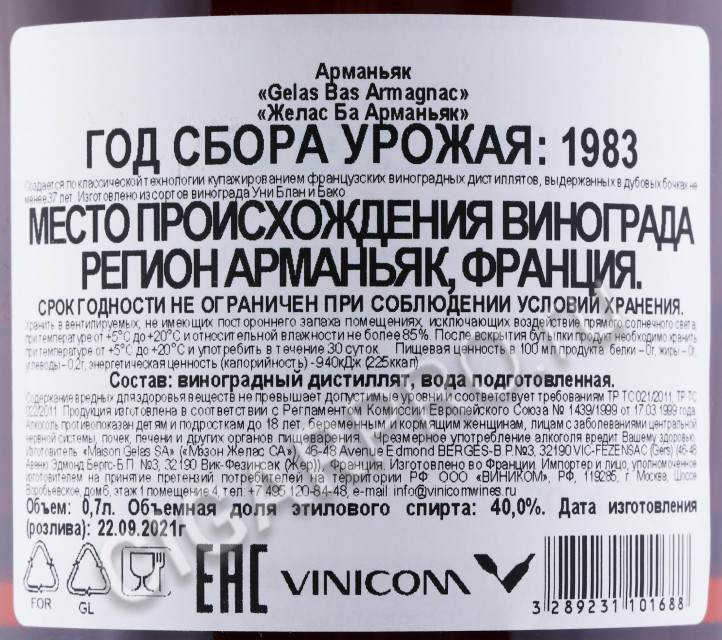 Арманьяк
«Gelas Bas Armagnac»
«Желас Ба Арманьяк»
ГОД СБОРА УРОЖАЯ: 1983
Создается по классической технологии купажированием французских виноградных дистиллятов, выдержанных в дубовых бочках не
менее 37 лет. Изготовлено из сортов винограда Уни Блан и Бако.
МЕСТО ПРОИСХОЖДЕНИЯ ВИНОГРАДА
РЕГИОН АРМАНЬЯК, ФРАНЦИЯ.
СРОК ГОДНОСТИ НЕ ОГРАНИЧЕН ПРИ СОБЛЮДЕНИИ УСЛОВИЙ ХРАНЕНИЯ.
Хранить в вентилируемых, не имеющих постороннего запаха помещениях, исключающих воздействие прямого солнечного света,
при температуре от +5°С до +20°С и относительной влажности не более 85%. После вскрытия бутылки продукт необходимо хранить
при температуре от +5°С до +20°С и употребить в течение 30 суток. Пищевая ценность в 100 мл продукта: белки – 0г, жиры – 0г,
углеводы – 0,2г, энергетическая ценность (калорийность) - 940кДж (225ккал)
Состав: виноградный дистиллят, вода подготовленная.
Содержание вредных для здоровья веществ не превышает допустимых уровней соответствует требованиям ТР ТС 021/2011, ТР ТС
022/2011. Продукция изготовлена в соответствии с Регламентом Комиссии Европейского Союза № 1439/1999 от 17.03.1999 года.
Алкоголь противопоказан детям и подросткам до 18 лет, беременным и кормящим женщинам, лицам с заболеваниями центральной
нервной системы, почек, печени и других органов пищеварения. Чрезмерное употребление алкоголя вредит Вашему здоровью.
Изготовитель: «Maison Gelas SA» («Мэзон Желас СА»), 46-48 Avenue Edmond BERGES-B.P.N3, 32190 VIC-FEZENSAC (Gers) (46-48
Авеню Эдмонд Бергс-Б.П. №3, 32190 Вик-Фезинсак (Жер)), Франция. Изготовлено во Франции. Импортер и лицо, уполномоченное
изготовителем на принятие претензий потребителей на территории РФ: ООО «ВИНИКОМ», РФ, 119285, г. Москва, Шоссе
Воробьевское, дом 6, этаж 1 помещение 4, тел.: +7 495 120-84-48, e-mail: info@vinicomwines.ru.
Объем: 0,7л. Объемная доля этилового спирта: 40,0%. Дата изготовления
(розлива): 22.09.2021г
FOR
GL
EAC
VINICOM
3 289231 101688
CIGARPRO.ru